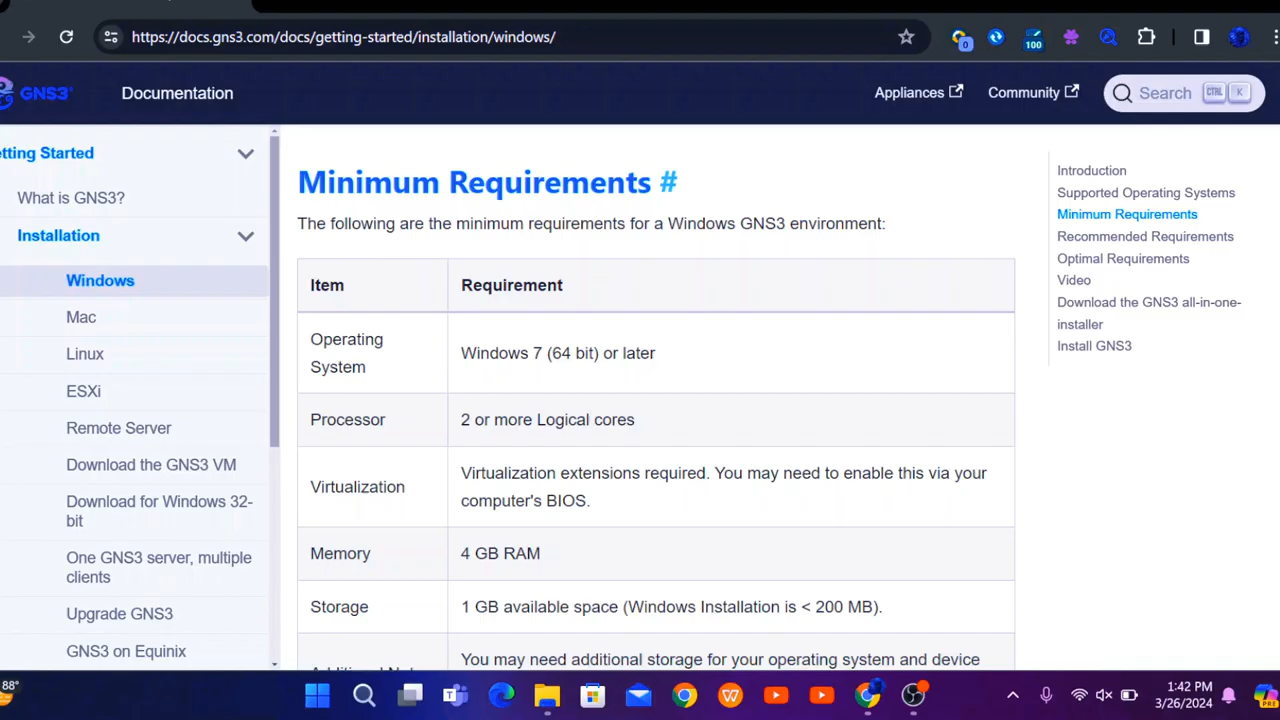 https://docs.gns3.com/docs/getting-started/installation/windows/
0
100
GNS3
Documentation
Appliances
Community
Search
CTRL
K
tting Started
What is GNS3?
Installation
Windows
Mac
Linux
ESXi
Remote Server
Download the GNS3 VM
Download for Windows 32-
bit
One GNS3 server, multiple
clients
Upgrade GNS3
GNS3 on Equinix
Minimum Requirements #
The following are the minimum requirements for a Windows GNS3 environment:
Item Requirement
Operating
System
Windows 7 (64 bit) or later
Processor 2 or more Logical cores
Virtualization
Virtualization extensions required. You may need to enable this via your
computer's BIOS.
Memory 4 GB RAM
Storage 1 GB available space (Windows Installation is < 200 MB).
You may need additional storage for your operating system and device
Introduction
Supported Operating Systems
Minimum Requirements
Recommended Requirements
Optimal Requirements
Video
Download the GNS3 all-in-one-
installer
Install GNS3
88°
1:42 PM
3/26/2024
PRE